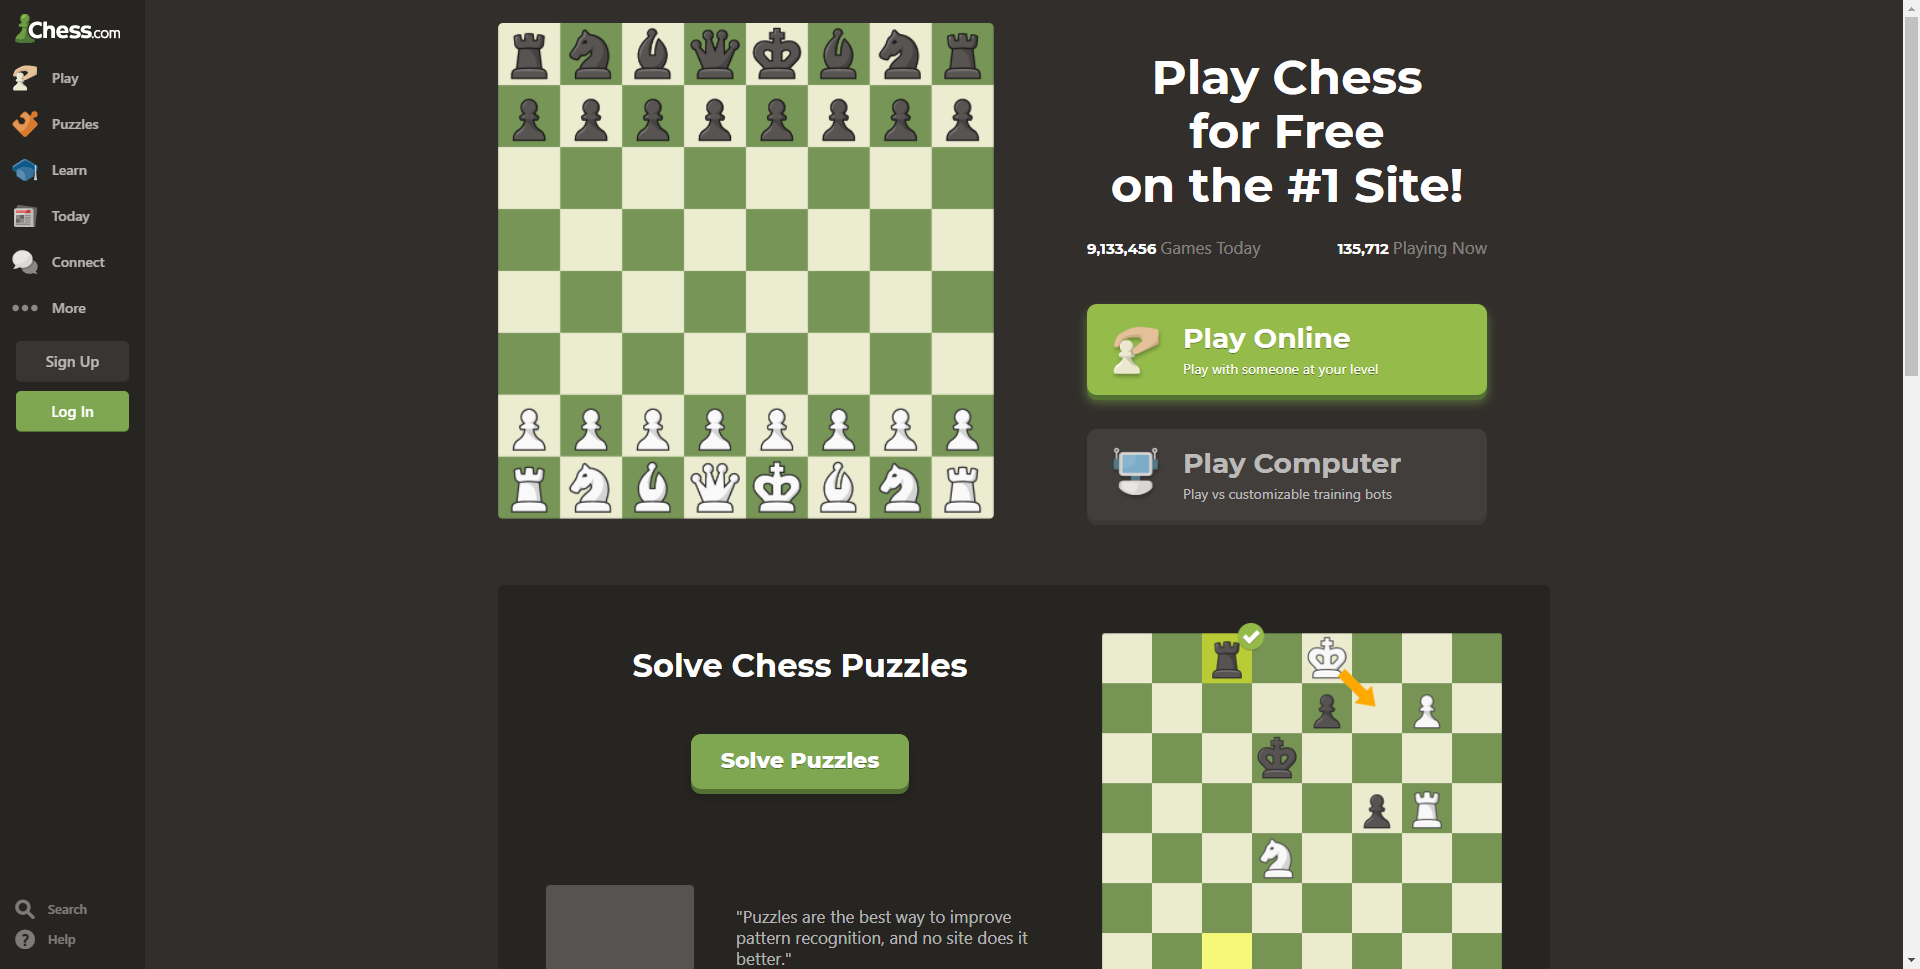 Chess.com
Play
Puzzles
Learn
Today
Connect
More
Sign Up
Log In
Search
Help
Play Chess
for Free
on the #1 Site!
9,133,456 Games Today
135,712 Playing Now
Play Online
Play with someone at your level
Play Computer
Play vs customizable training bots
Solve Chess Puzzles
Solve Puzzles
"Puzzles are the best way to improve
pattern recognition, and no site does it
better."